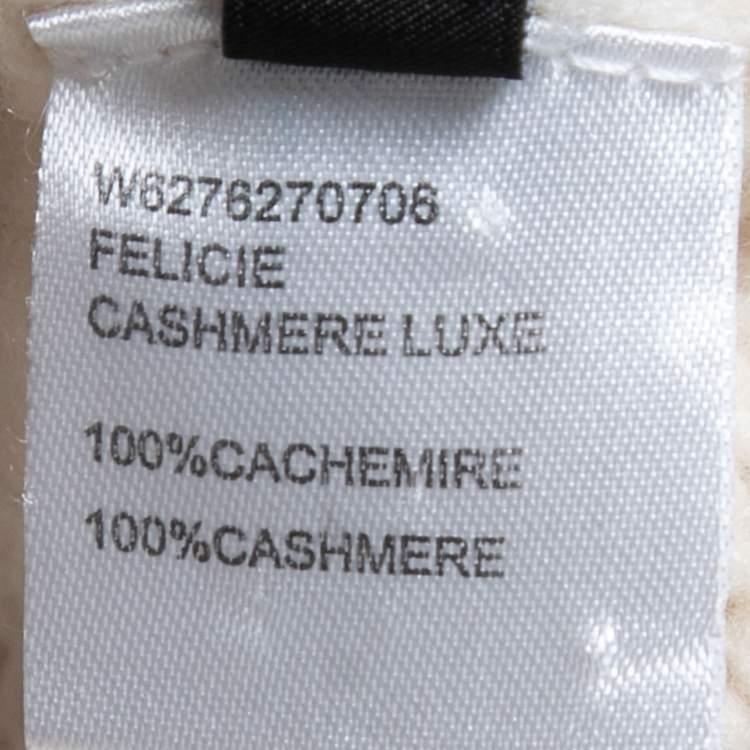 W6276270706
FELICIE
CASHMERE LUXE
100%CACHEMIRE
100%CASHMERE